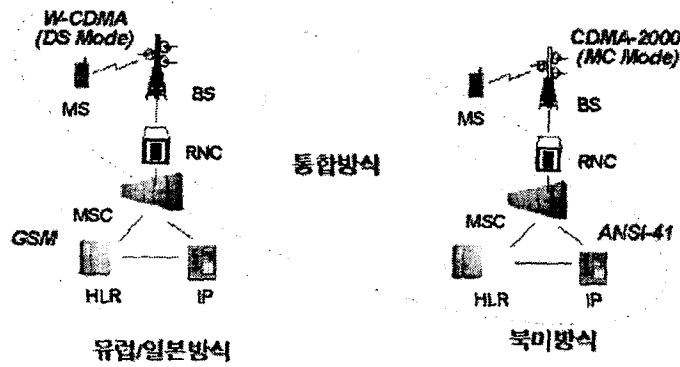 W-CDMA
(DS Mode)
MS
BS
RNC
MSC
GSM
HLR
IP
유럽/일본방식
통합방식
CDMA-2000
(MC Mode)
MS
BS
RNC
MSC
ANSI-41
HLR
IP
북미방식